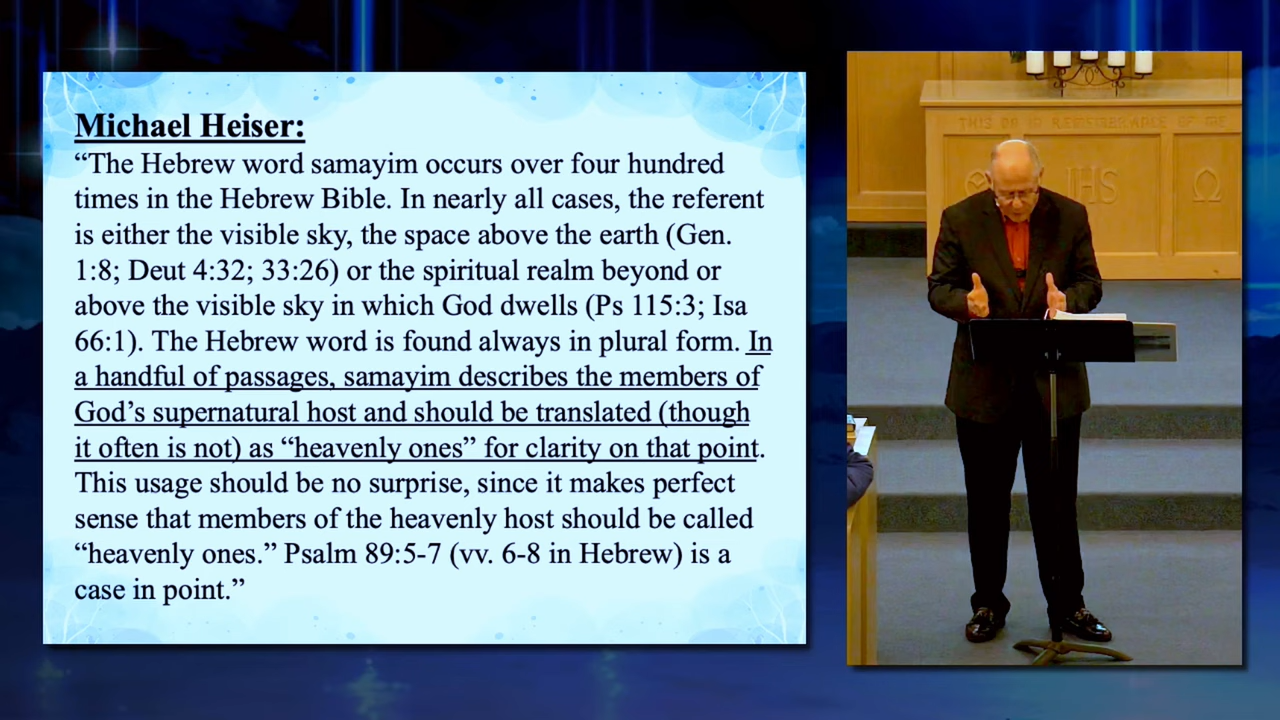 Michael Heiser:
“The Hebrew word samayim occurs over four hundred
times in the Hebrew Bible. In nearly all cases, the referent
is either the visible sky, the space above the earth (Gen.
1:8; Deut 4:32; 33:26) or the spiritual realm beyond or
above the visible sky in which God dwells (Ps 115:3; Isa
66:1). The Hebrew word is found always in plural form. In
a handful of passages, samayim describes the members of
God’s supernatural host and should be translated (though
it often is not) as “heavenly ones” for clarity on that point.
This usage should be no surprise, since it makes perfect
sense that members of the heavenly host should be called
“heavenly ones.” Psalm 89:5-7 (vv. 6-8 in Hebrew) is a
case in point.”
THIS DO IN REMEMBRANCE OF ME
IHS
Ω